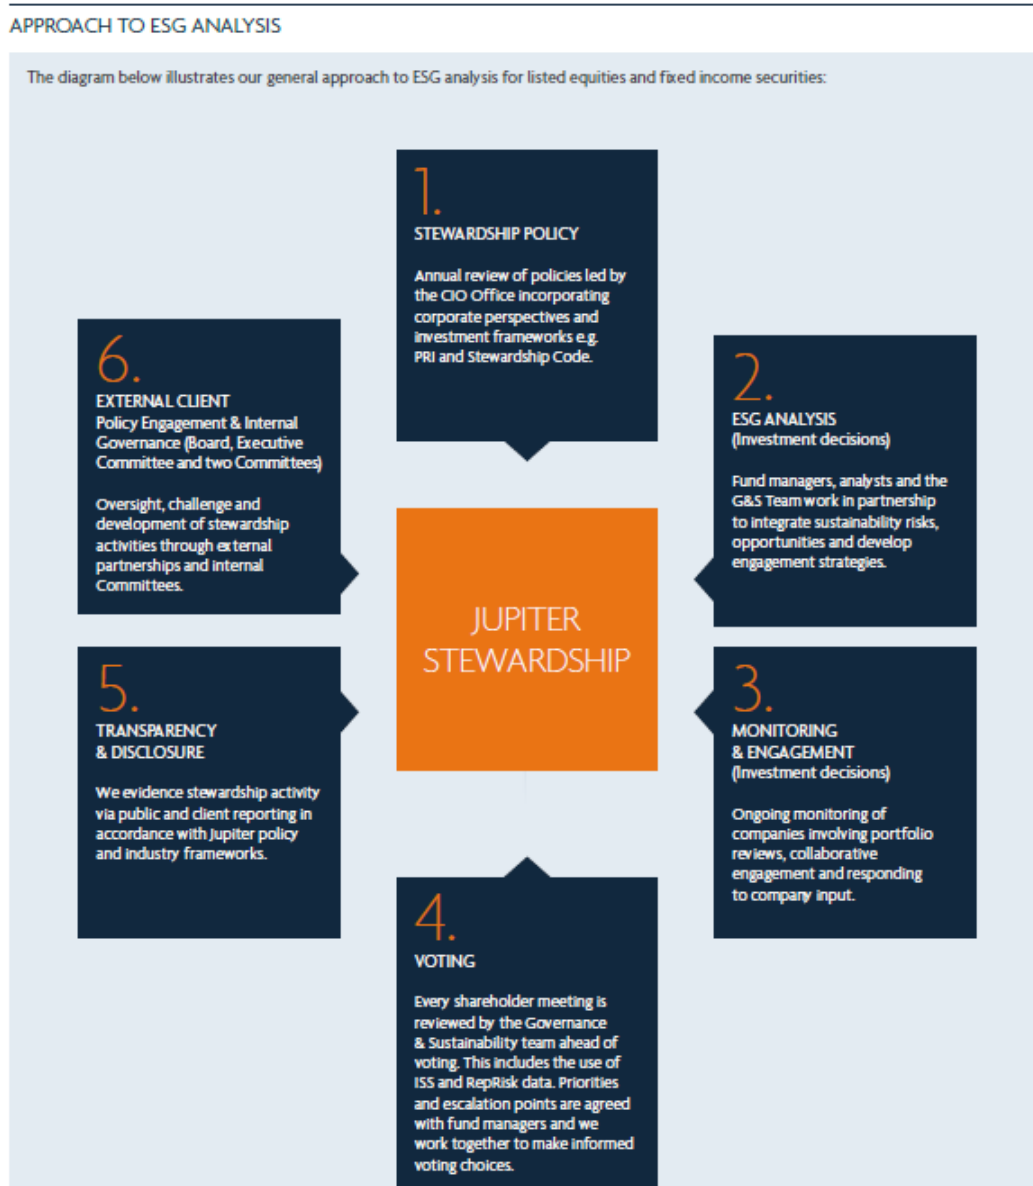 APPROACH TO ESG ANALYSIS
The diagram below illustrates our general approach to ESG analysis for listed equities and fixed income securities:
1.
STEWARDSHIP POLICY
Annual review of policies led by
the CIO Office incorporating
corporate perspectives and
investment frameworks e.g.
PRI and Stewardship Code.
2.
ESG ANALYSIS
(Investment decisions)
Fund managers, analysts and the
G&S Team work in partnership
to integrate sustainability risks,
opportunities and develop
engagement strategies.
3.
MONITORING
& ENGAGEMENT
(Investment decisions)
Ongoing monitoring of
companies involving portfolio
reviews, collaborative
engagement and responding
to company input.
4.
VOTING
Every shareholder meeting is
reviewed by the Governance
& Sustainability team ahead of
voting. This includes the use of
ISS and RepRisk data. Priorities
and escalation points are agreed
with fund managers and we
work together to make informed
voting choices.
5.
TRANSPARENCY
& DISCLOSURE
We evidence stewardship activity
via public and client reporting in
accordance with Jupiter policy
and industry frameworks.
6.
EXTERNAL CLIENT
Policy Engagement & Internal
Governance (Board, Executive
Committee and two Committees)
Oversight, challenge and
development of stewardship
activities through external
partnerships and internal
Committees.
JUPITER
STEWARDSHIP